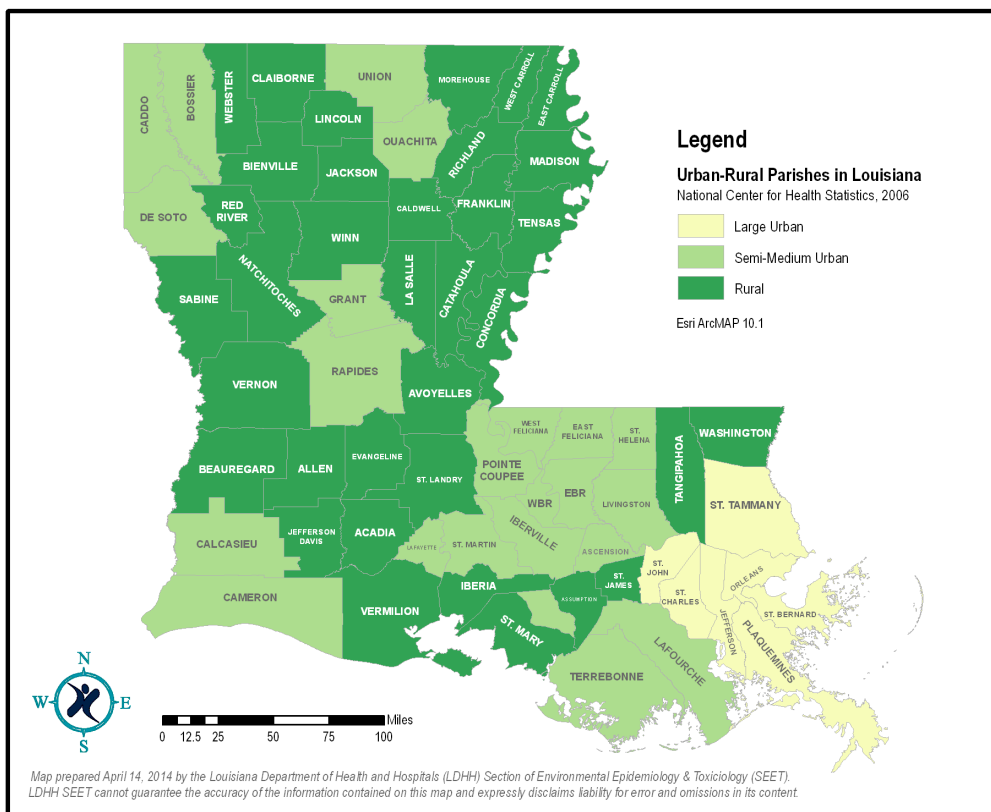 CADDO
BOSSIER
WEBSTER
CLAIBORNE
UNION
MOREHOUSE
WEST CARROLL
EAST CARROLL
LINCOLN
OUACHITA
RICHLAND
MADISON
BIENVILLE
JACKSON
DE SOTO
RED
RIVER
CALDWELL
FRANKLIN
TENSAS
WINN
NATCHITOCHES
SABINE
GRANT
LA SALLE
CATAHOULA
CONCORDIA
RAPIDES
VERNON
AVOYELLES
WEST
FELICIANA
EAST
FELICIANA
ST.
HELENA
TANGIPAHOA
WASHINGTON
BEAUREGARD
ALLEN
EVANGELINE
ST. LANDRY
POINTE
COUPEE
WBR
EBR
LIVINGSTON
ST. TAMMANY
CALCASIEU
JEFFERSON
DAVIS
ACADIA
LAFAYETTE
ST. MARTIN
IBERVILLE
ASCENSION
ST.
JOHN
ST.
CHARLES
ORLEANS
ST. BERNARD
JEFFERSON
PLAQUEMINES
CAMERON
VERMILION
IBERIA
ST. MARY
ASSUMPTION
ST.
JAMES
TERREBONNE
LAFOURCHE
Legend
Urban-Rural Parishes in Louisiana
National Center for Health Statistics, 2006
Large Urban
Semi-Medium Urban
Rural
Esri ArcMAP 10.1
N
W
E
S
Miles
0 12.5 25 50 75 100
Map prepared April 14, 2014 by the Louisiana Department of Health and Hospitals (LDHH) Section of Environmental Epidemiology & Toxiciology (SEET).
LDHH SEET cannot guarantee the accuracy of the information contained on this map and expressly disclaims liability for error and omissions in its content.